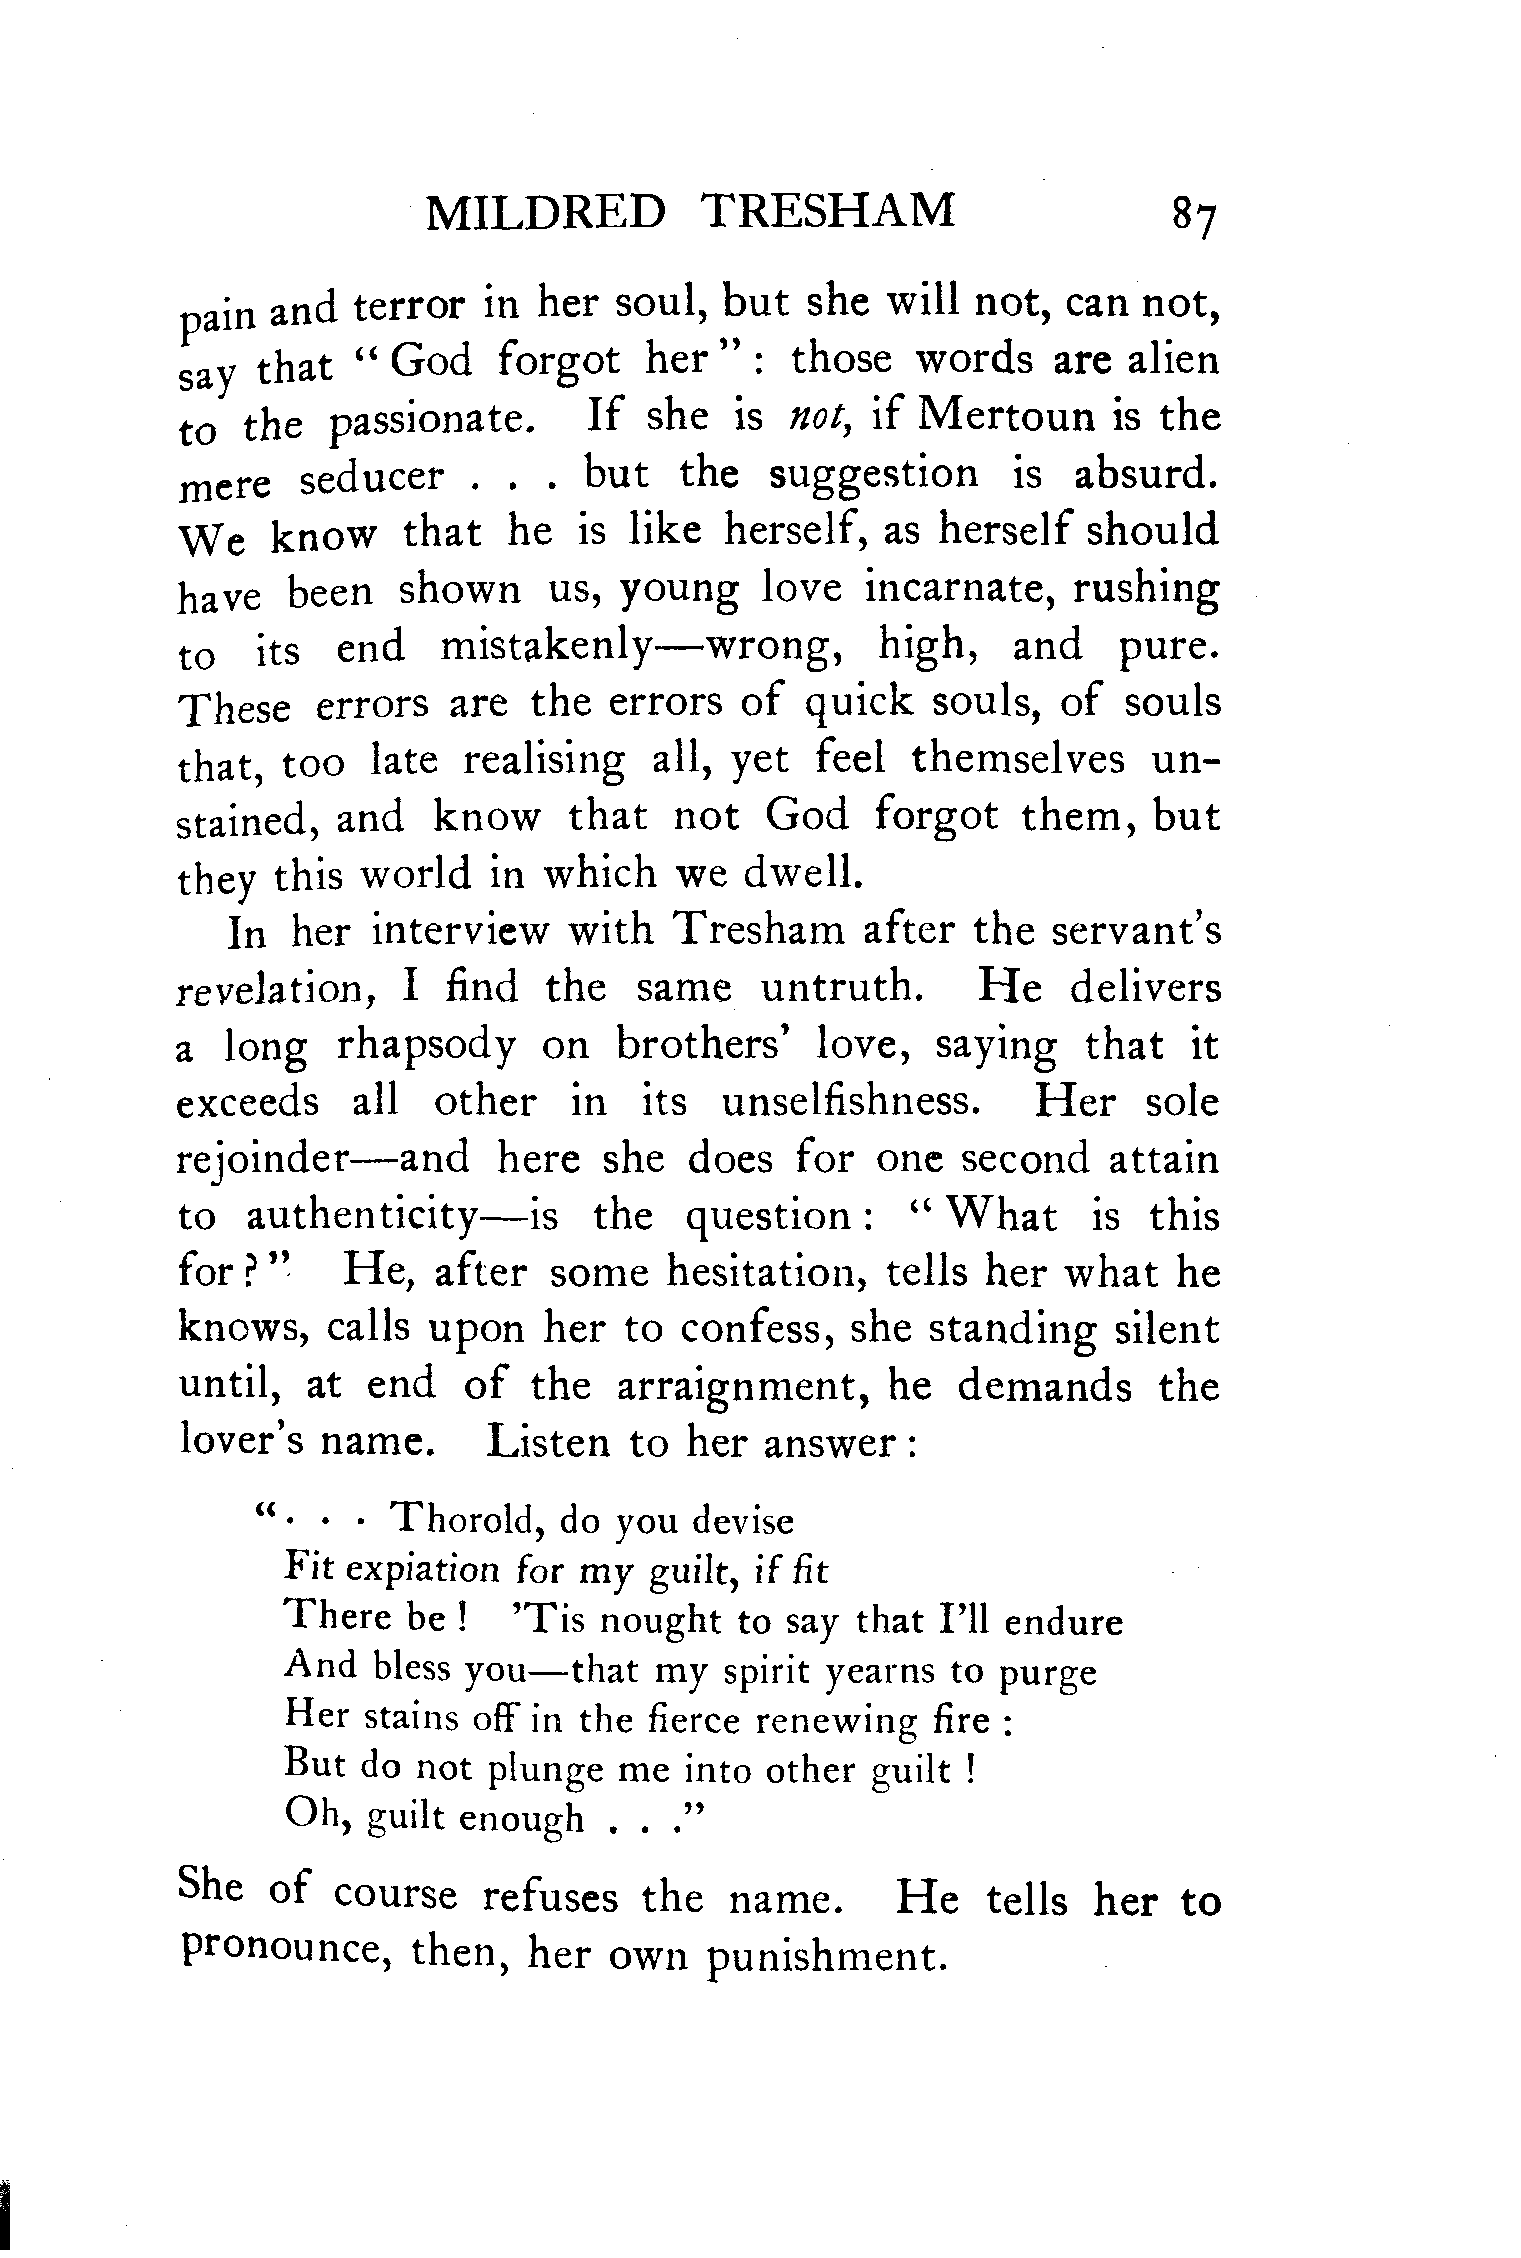 MILDRED TRESHAM 87
pain and terror in her soul, but she will not, can not,
say that “ God forgot her ” : those words are alien
to the passionate. If she is not, if Mertoun is the
mere seducer . . . but the suggestion is absurd.
We know that he is like herself, as herself should
have been shown us, young love incarnate, rushing
to its end mistakenly—wrong, high, and pure.
These errors are the errors of quick souls, of souls
that, too late realising all, yet feel themselves un-
stained, and know that not God forgot them, but
they this world in which we dwell.
In her interview with Tresham after the servant’s
revelation, I find the same untruth. He delivers
a long rhapsody on brothers’ love, saying that it
exceeds all other in its unselfishness. Her sole
rejoinder—and here she does for one second attain
to authenticity—is the question : “ What is this
for ? ” He, after some hesitation, tells her what he
knows, calls upon her to confess, she standing silent
until, at end of the arraignment, he demands the
lover’s name. Listen to her answer :
“ . . . Thorold, do you devise
Fit expiation for my guilt, if fit
There be ! ’Tis nought to say that I’ll endure
And bless you—that my spirit yearns to purge
Her stains off in the fierce renewing fire :
But do not plunge me into other guilt !
Oh, guilt enough . . .”
She of course refuses the name. He tells her to
pronounce, then, her own punishment.